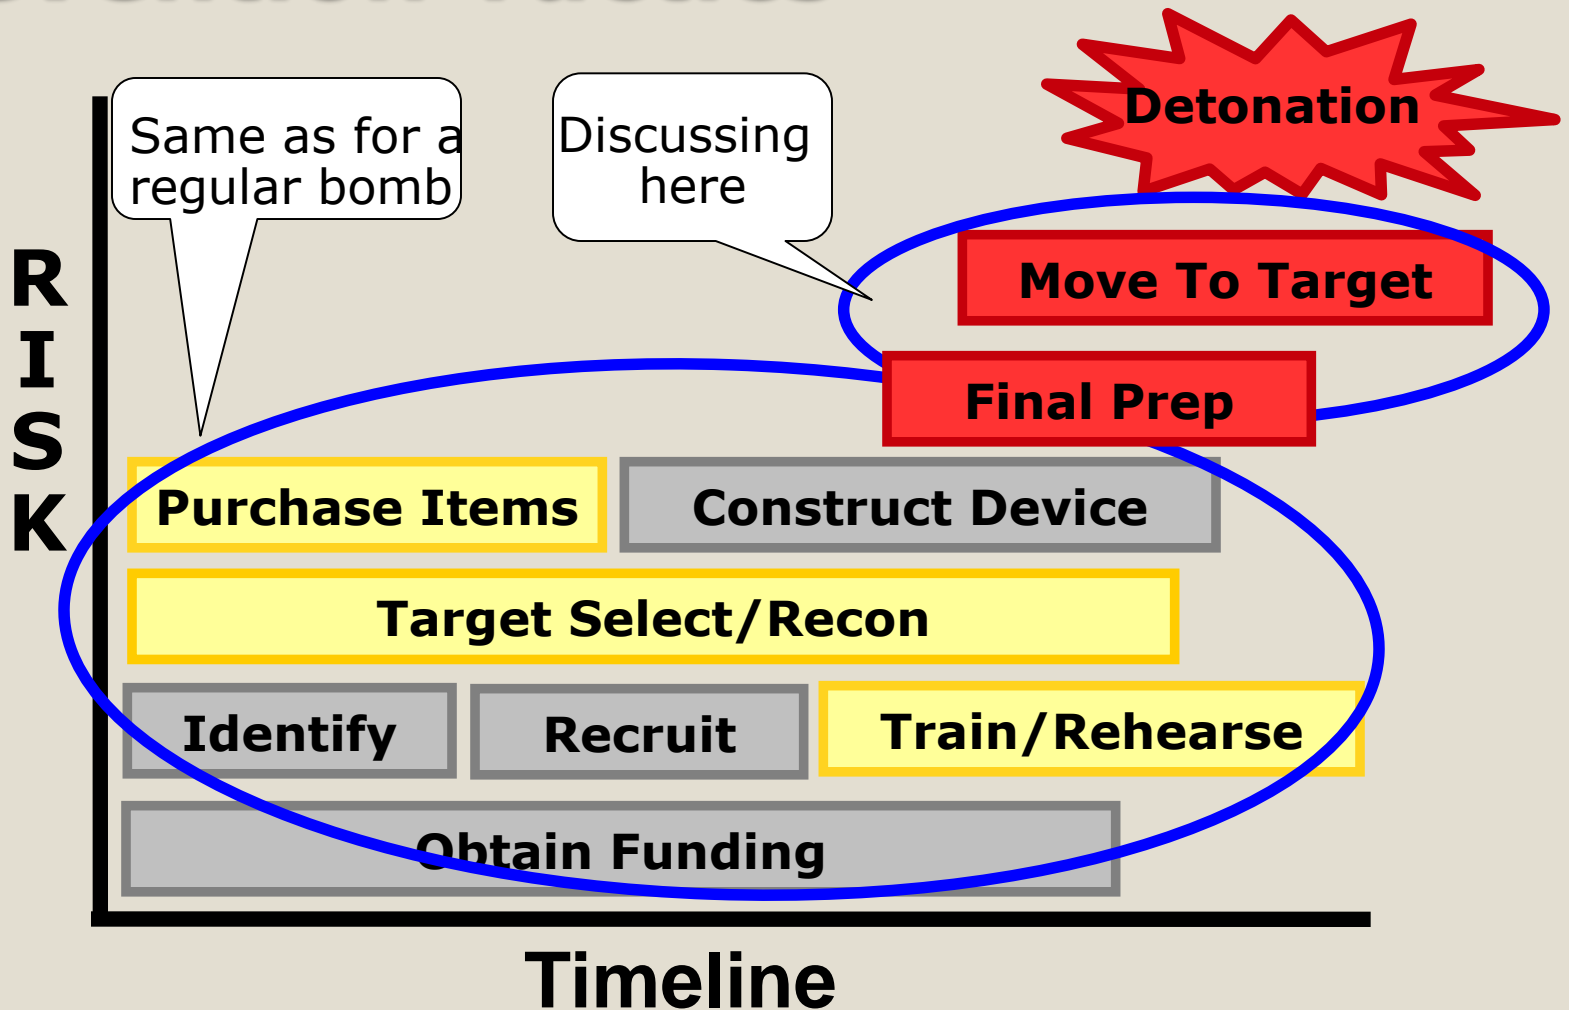 Detonation
Same as for a
regular bomb
Discussing
here
Move To Target
Final Prep
RISK
Purchase Items
Construct Device
Target Select/Recon
Identify
Recruit
Train/Rehearse
Obtain Funding
Timeline